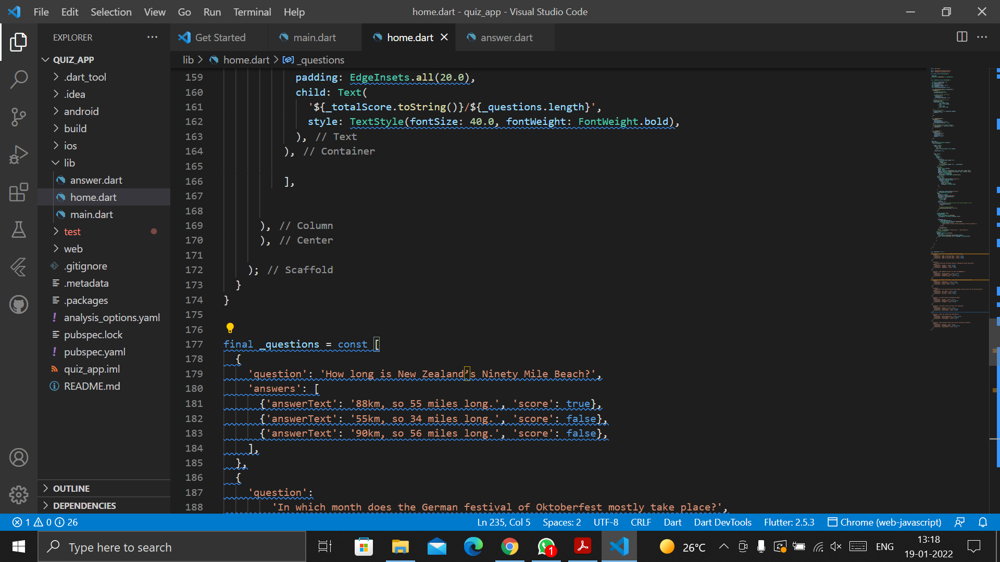 File Edit Selection View Go Run Terminal Help
home.dart - quiz_app - Visual Studio Code
EXPLORER
QUIZ_APP
.dart_tool
.idea
android
build
ios
lib
answer.dart
home.dart
main.dart
test
web
.gitignore
.metadata
.packages
analysis_options.yaml
pubspec.lock
pubspec.yaml
quiz_app.iml
README.md
OUTLINE
DEPENDENCIES
Get Started main.dart home.dart answer.dart
lib > home.dart > _questions
159 padding: EdgeInsets.all(20.0),
160 child: Text(
161 '${_totalScore.toString()}/${_questions.length}',
162 style: TextStyle(fontSize: 40.0, fontWeight: FontWeight.bold),
163 ), // Text
164 ), // Container
165
166 ],
167
168
169 ), // Column
170 ), // Center
171
172 ); // Scaffold
173 }
174 }
175
176
177 final _questions = const [
178 {
179 'question': 'How long is New Zealand’s Ninety Mile Beach?',
180 'answers': [
181 {'answerText': '88km, so 55 miles long.', 'score': true},
182 {'answerText': '55km, so 34 miles long.', 'score': false},
183 {'answerText': '90km, so 56 miles long.', 'score': false},
184 ],
185 },
186 {
187 'question':
188 'In which month does the German festival of Oktoberfest mostly take place?',
1 0 26
Ln 235, Col 5 Spaces: 2 UTF-8 CRLF Dart Dart DevTools Flutter: 2.5.3 Chrome (web-javascript)
Type here to search
1
26°C
ENG
13:18
19-01-2022